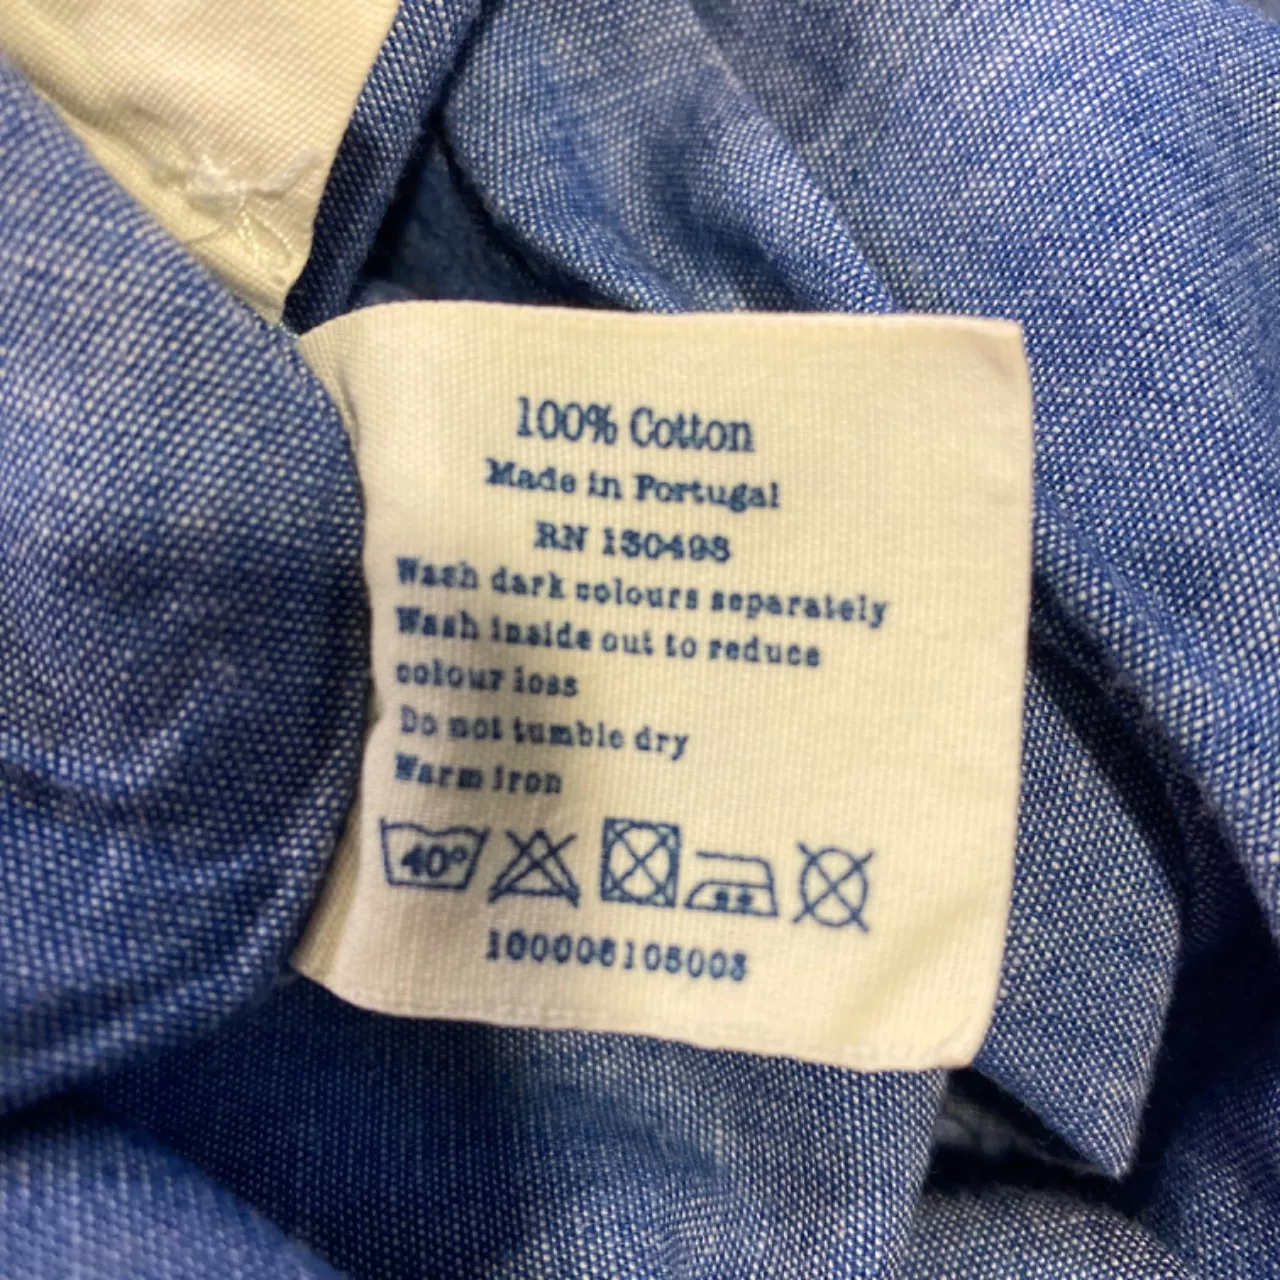 100% Cotton
Made in Portugal
RN 130498
Wash dark colours separately
Wash inside out to reduce
colour loss
Do not tumble dry
Warm iron
40°
100006105003